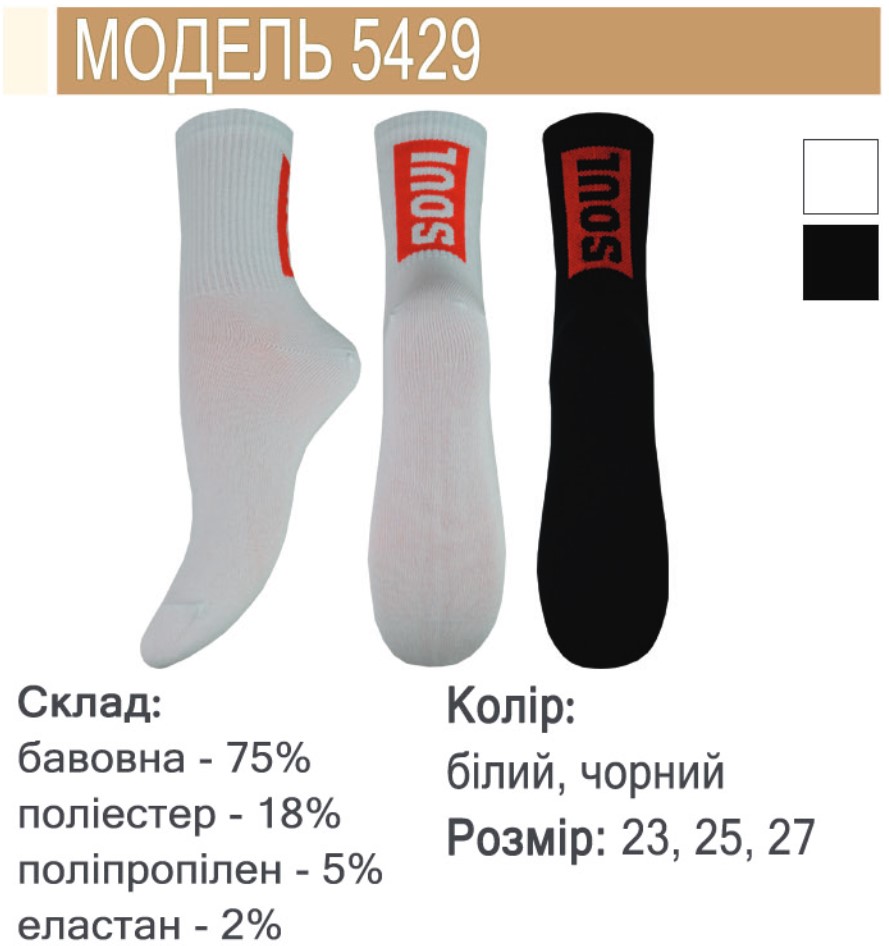 МОДЕЛЬ 5429
SOUL
SOUL
Склад:
бавовна - 75%
поліестер - 18%
поліпропілен - 5%
еластан - 2%
Колір:
білий, чорний
Розмір: 23, 25, 27